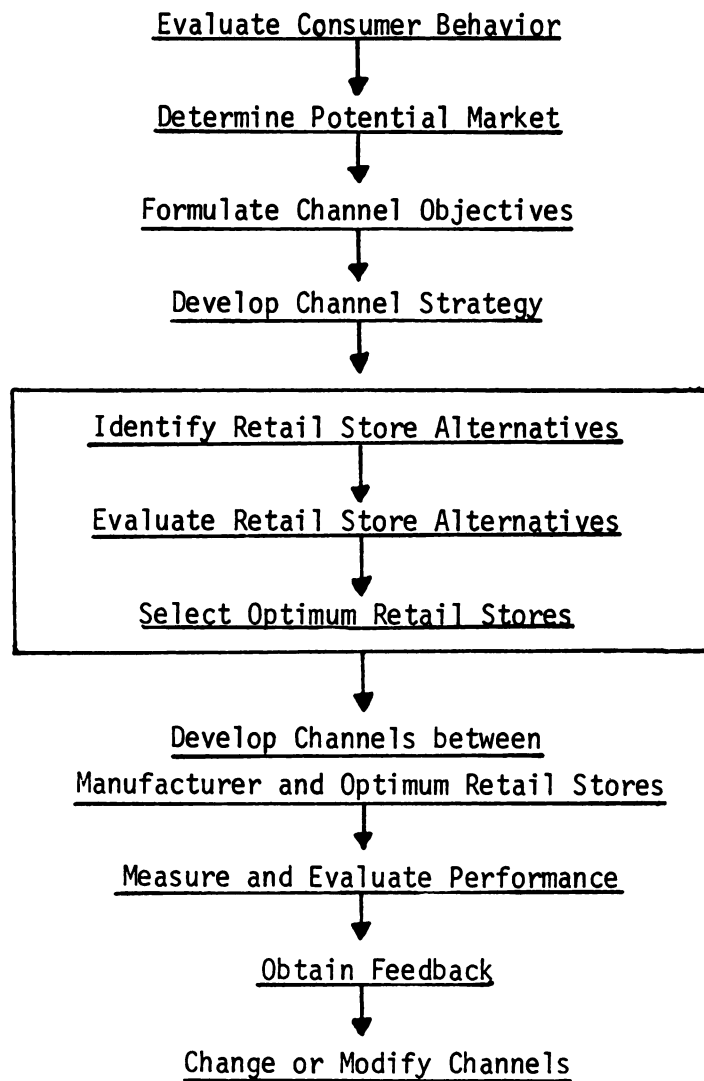 Evaluate Consumer Behavior
Determine Potential Market
Formulate Channel Objectives
Develop Channel Strategy
Identify Retail Store Alternatives
Evaluate Retail Store Alternatives
Select Optimum Retail Stores
Develop Channels between
Manufacturer and Optimum Retail Stores
Measure and Evaluate Performance
Obtain Feedback
Change or Modify Channels